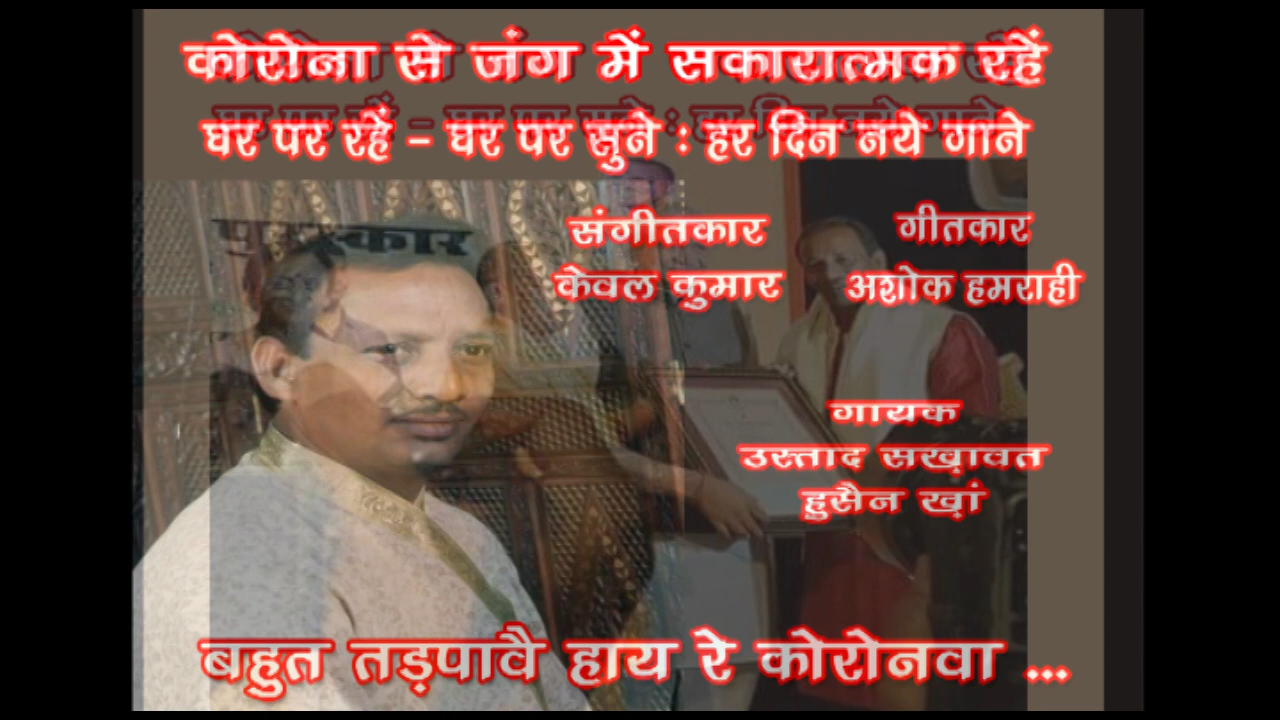 कोरोना से जंग में सकारात्मक रहें
घर पर रहें - घर पर सुने : हर दिन नये गाने
पुरस्कार
संगीतकार
गीतकार
केवल कुमार
अशोक हमराही
गायक
उस्ताद सख़ावत
हुसैन ख़ां
बहुत तड़पावै हाय रे कोरोनवा ...